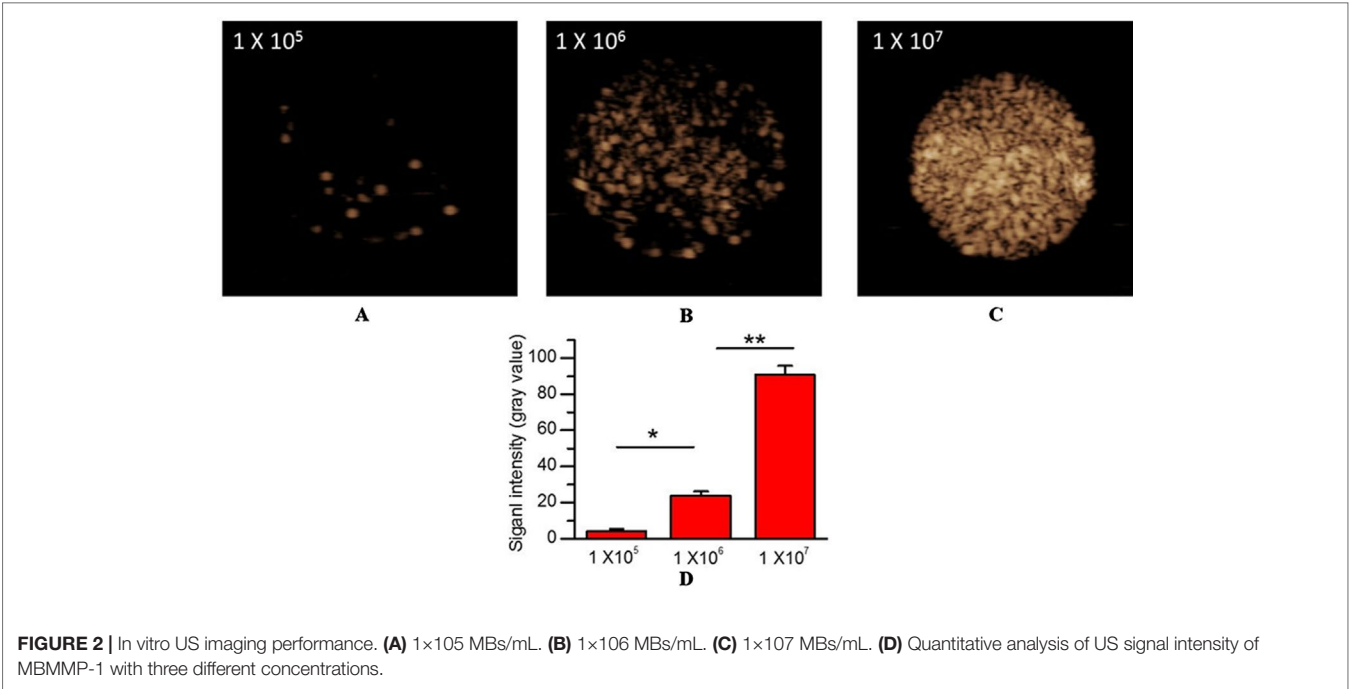 1 X 10⁵
1 X 10⁶
1 X 10⁷
A
B
C
Siganl intensity (gray value)
100
80
60
40
20
0
*
**
1 X10⁵
1 X10⁶
1 X10⁷
D
FIGURE 2 | In vitro US imaging performance. (A) 1×105 MBs/mL. (B) 1×106 MBs/mL. (C) 1×107 MBs/mL. (D) Quantitative analysis of US signal intensity of
MBMMP-1 with three different concentrations.